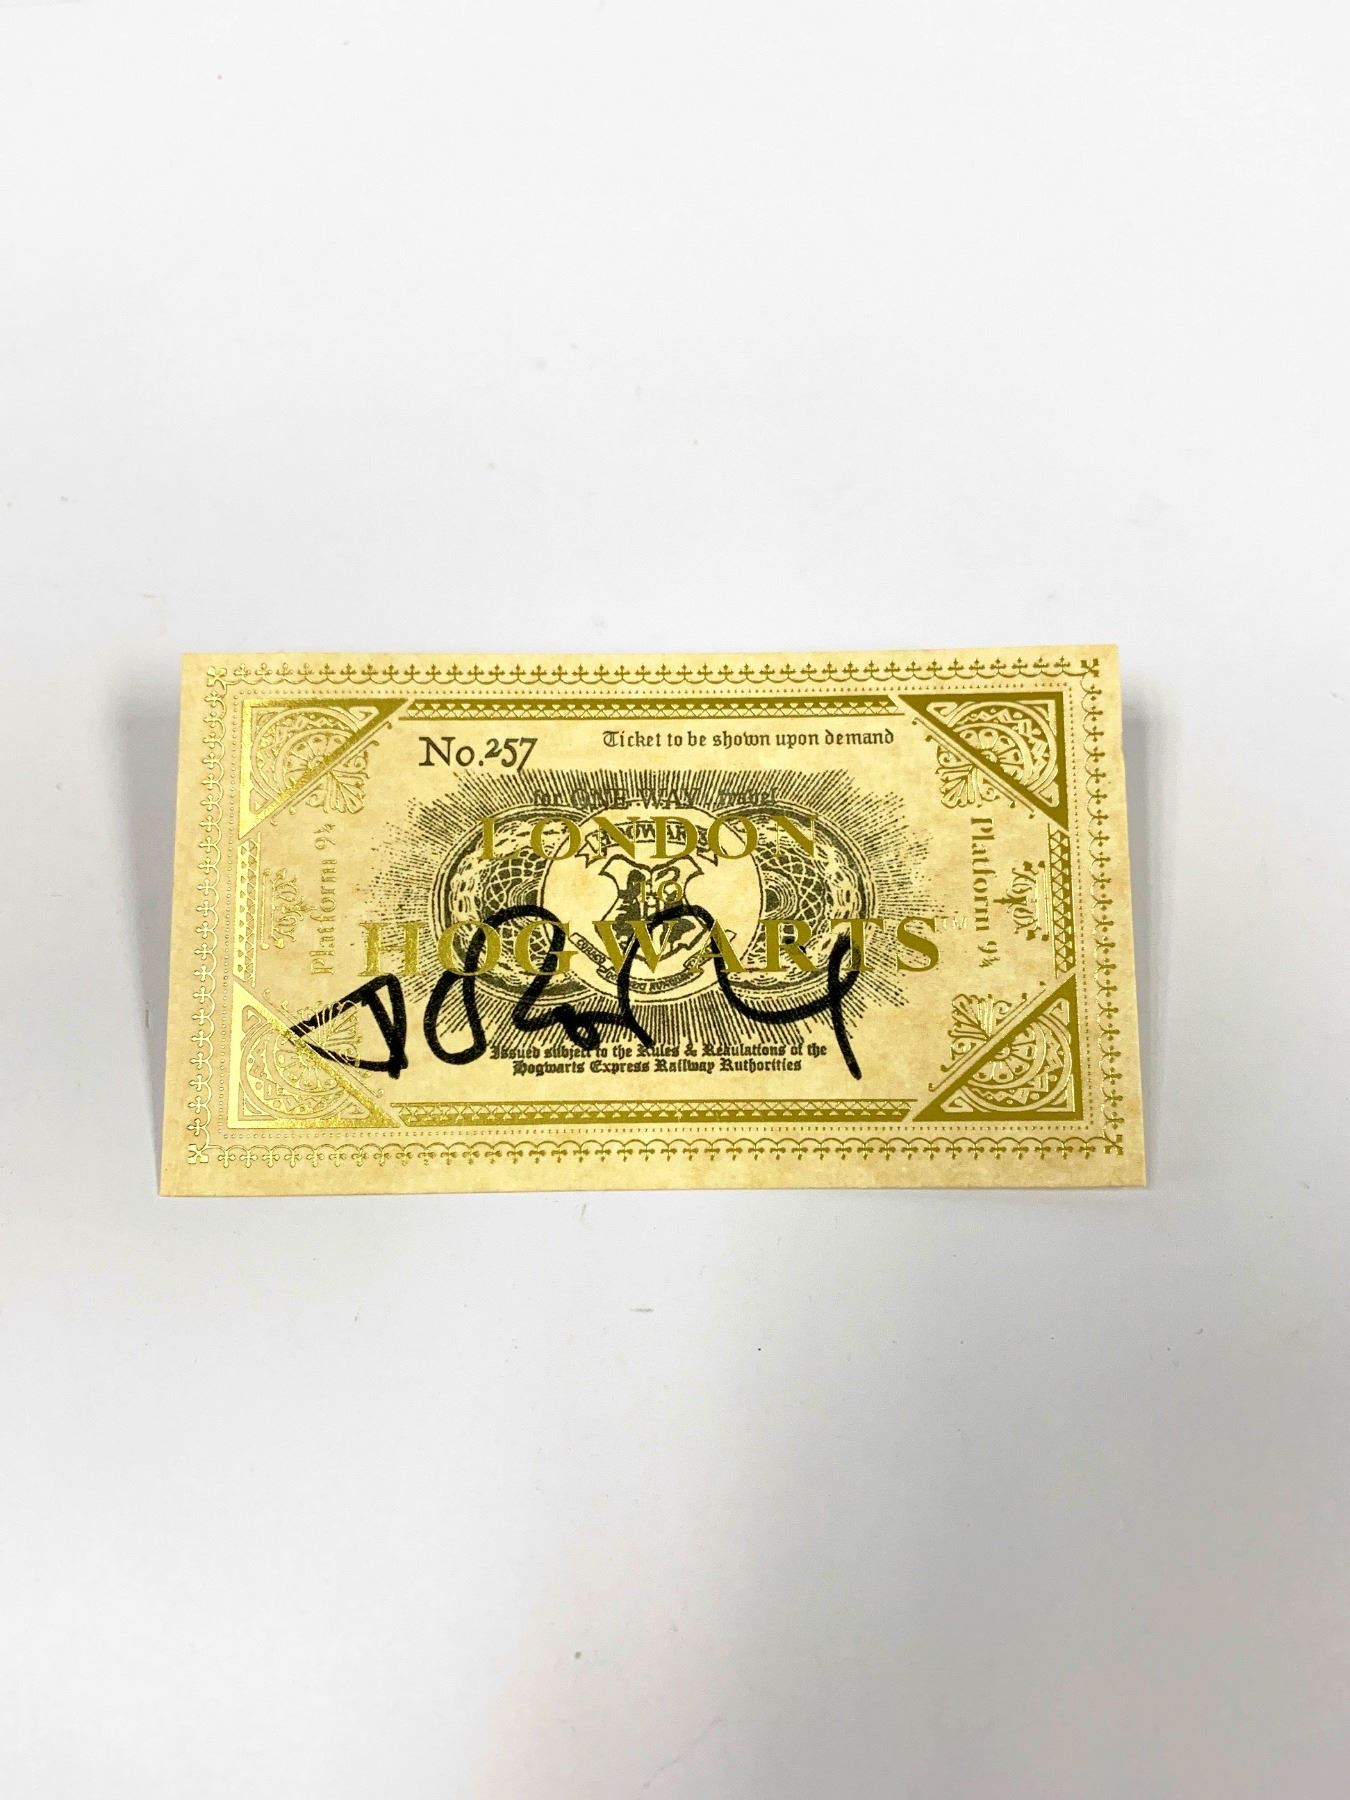 No.257
Ticket to be shown upon demand
for ONE WAY travel
HOGWARTS
LONDON
TO
HOGWARTS™
Platform 9¾
Platform 9¾
Issued subject to the Rules & Regulations of the
Hogwarts Express Railway Authorities